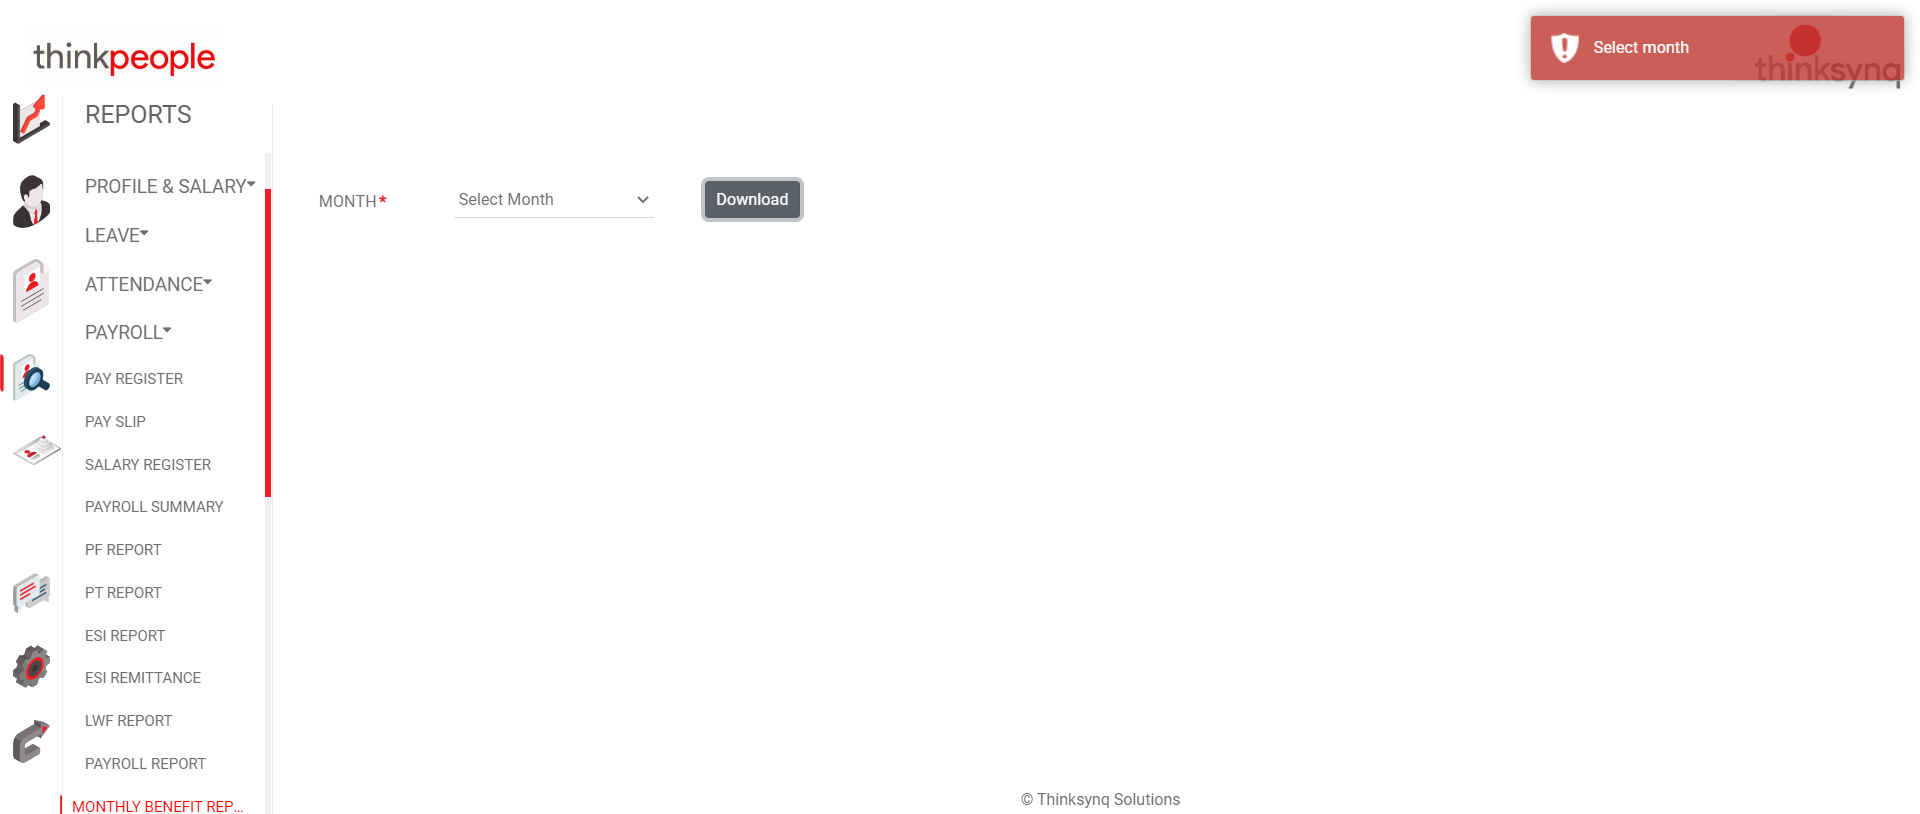 thinkpeople
Select month
thinksynq
REPORTS
PROFILE & SALARY
MONTH*
Select Month
Download
LEAVE
ATTENDANCE
PAYROLL
PAY REGISTER
PAY SLIP
SALARY REGISTER
PAYROLL SUMMARY
PF REPORT
PT REPORT
ESI REPORT
ESI REMITTANCE
LWF REPORT
PAYROLL REPORT
MONTHLY BENEFIT REP...
© Thinksynq Solutions